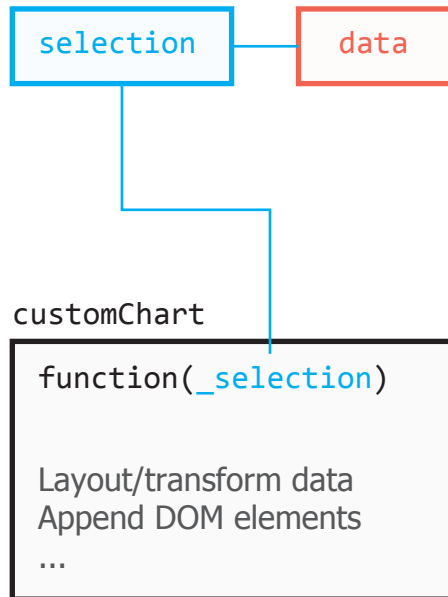 selection data
customChart
function(_selection)
Layout/transform data
Append DOM elements
...